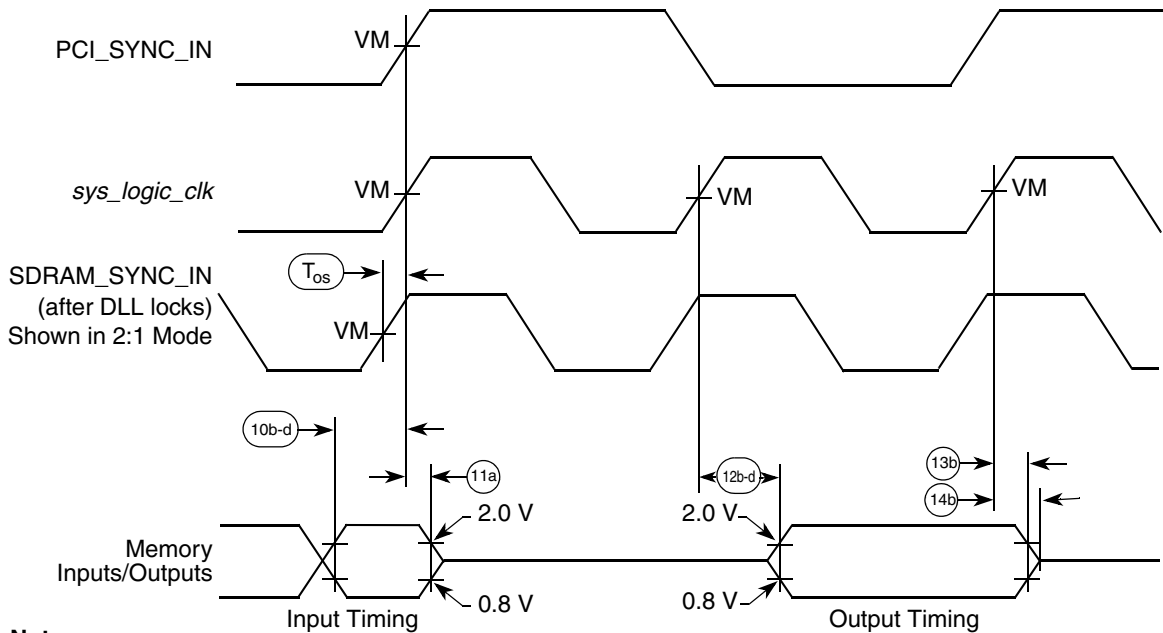 PCI_SYNC_IN
VM
sys_logic_clk
VM
VM
VM
SDRAM_SYNC_IN
(after DLL locks)
Shown in 2:1 Mode
Tos
VM
10b-d
11a
12b-d
13b
14b
2.0 V
2.0 V
Memory
Inputs/Outputs
0.8 V
0.8 V
Input Timing
Output Timing